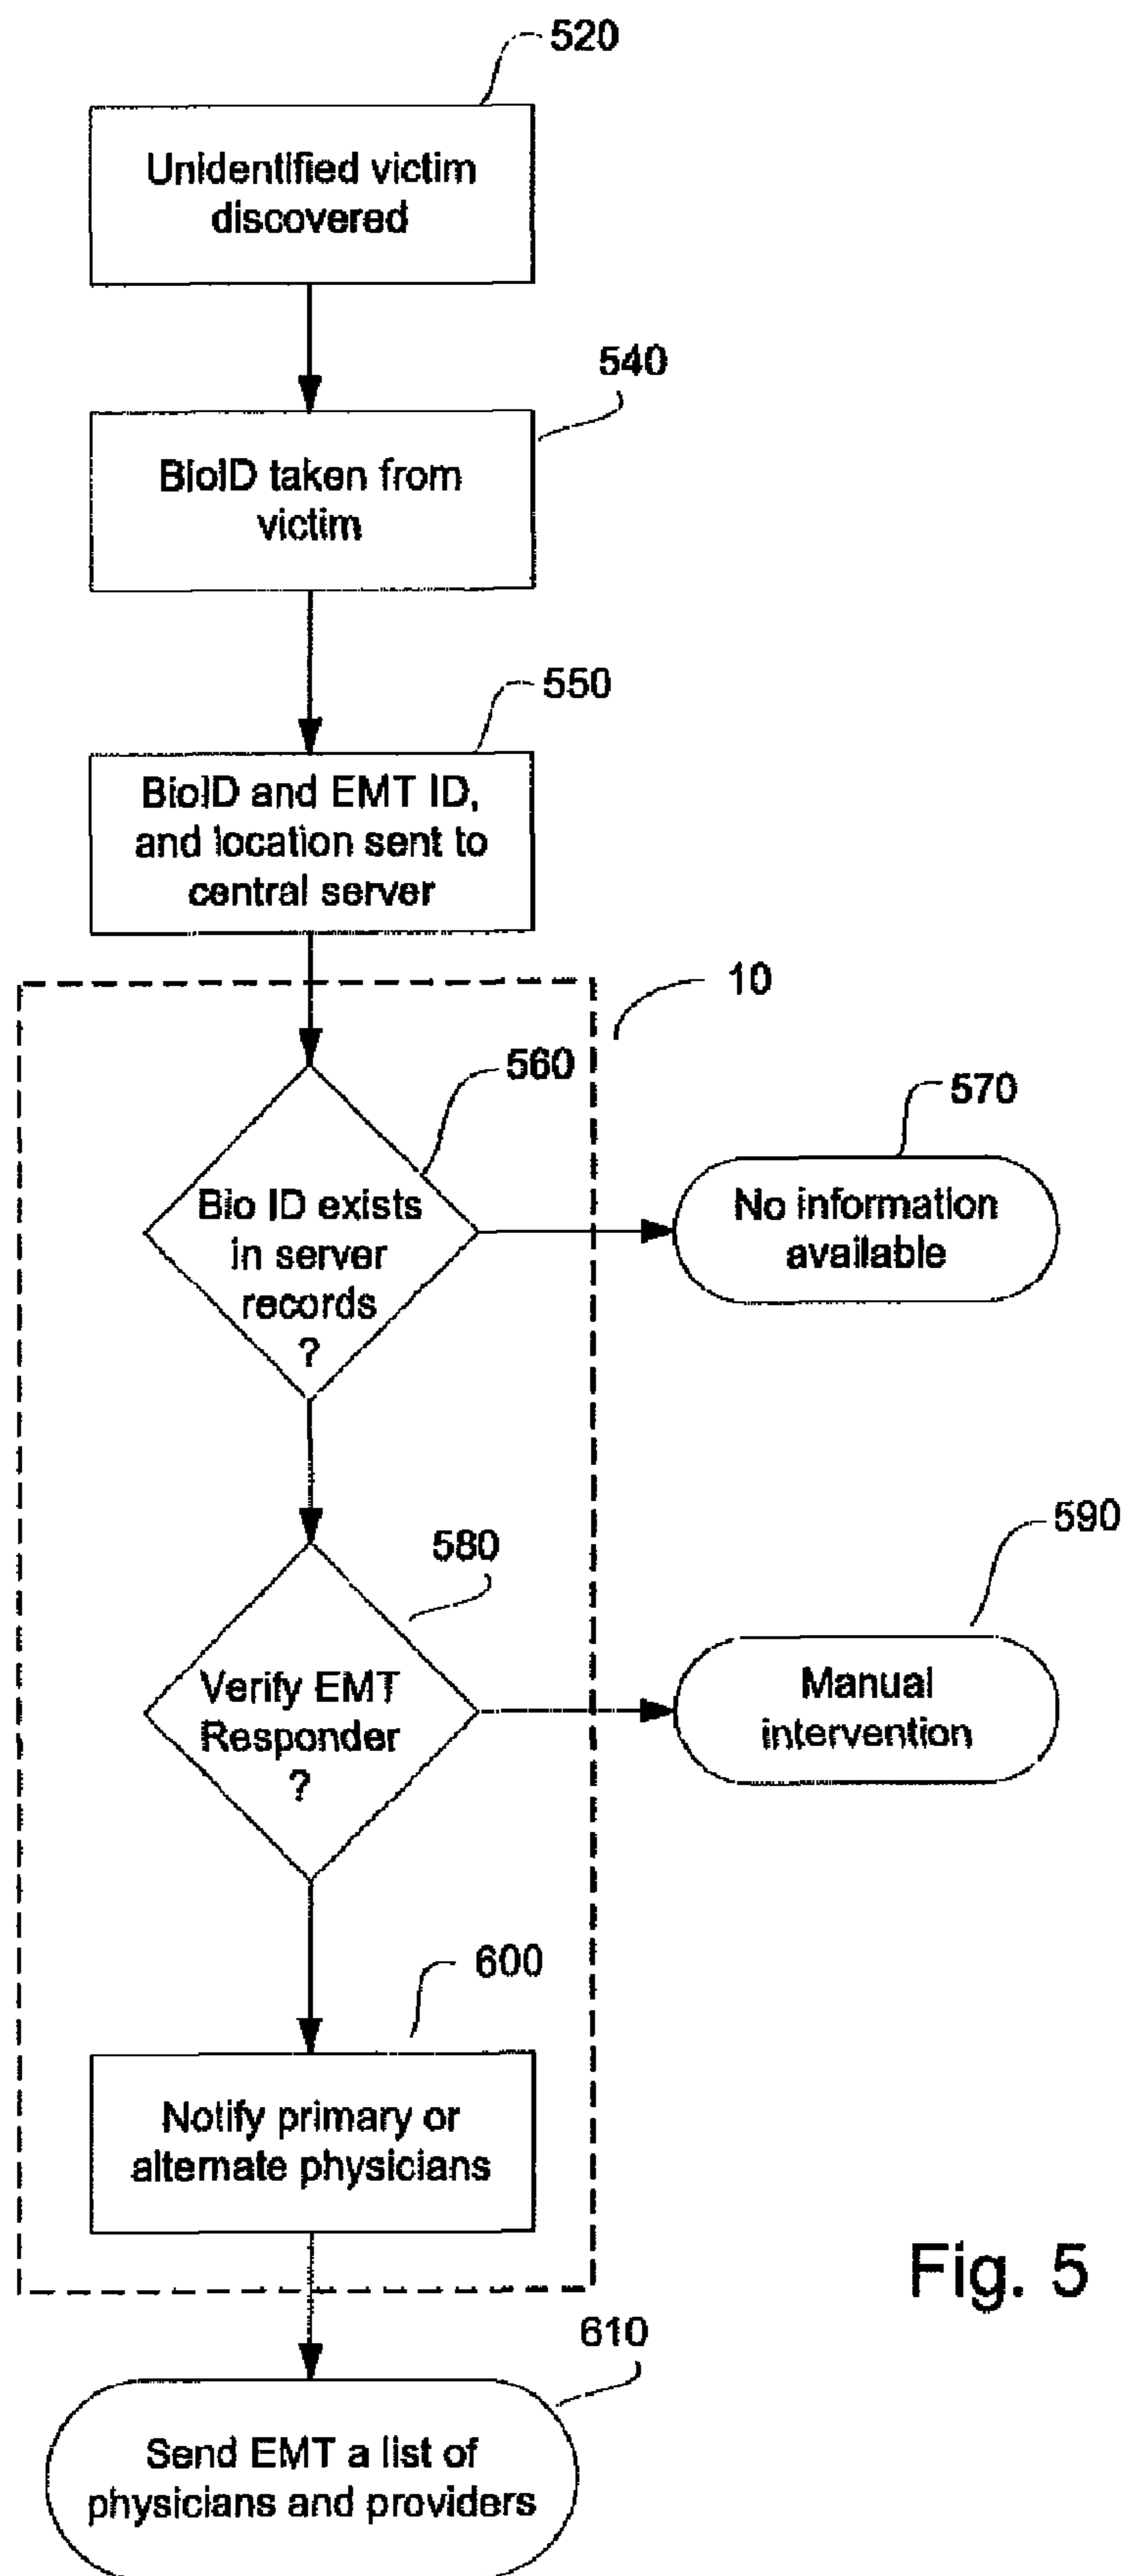 520
Unidentified victim
discovered
540
BioID taken from
victim
550
BioID and EMT ID,
and location sent to
central server
10
560
Bio ID exists
in server
records
?
570
No information
available
580
Verify EMT
Responder
?
590
Manual
intervention
600
Notify primary or
alternate physicians
Fig. 5
610
Send EMT a list of
physicians and providers